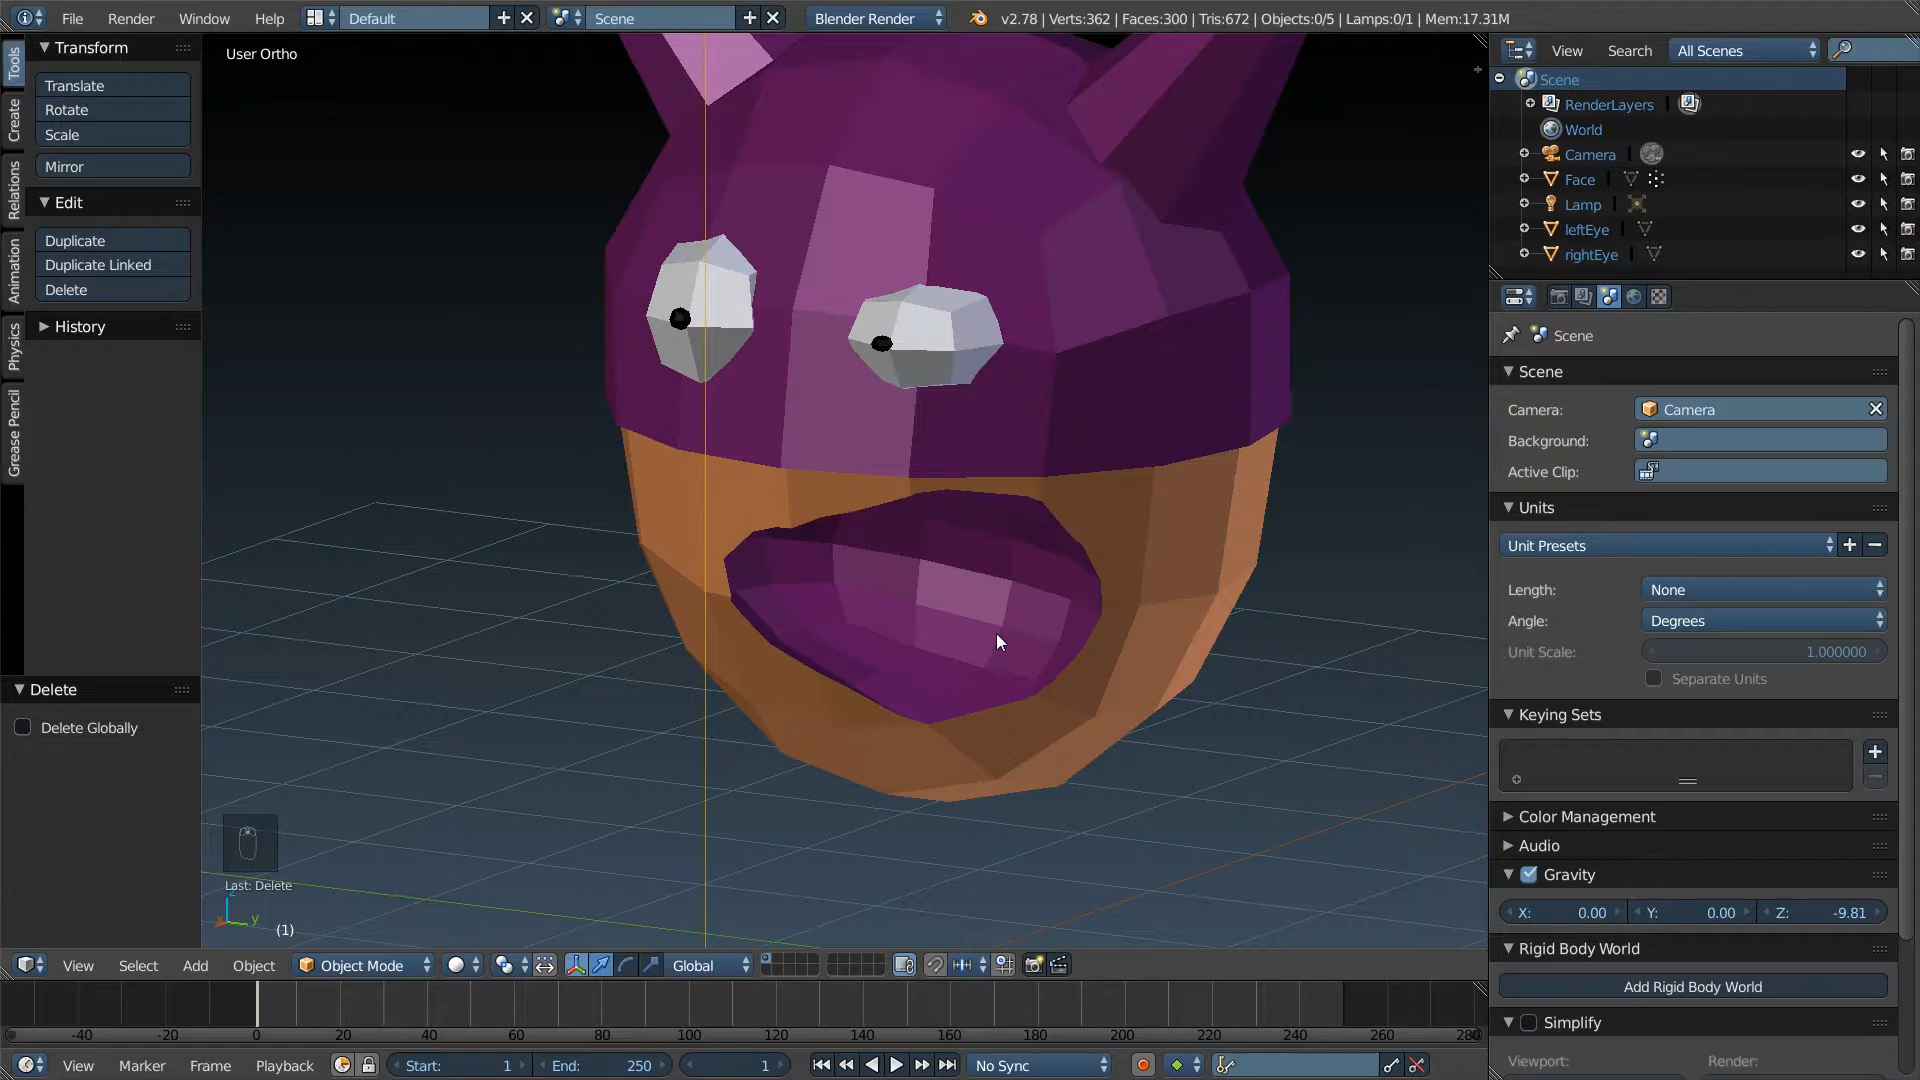 File Render Window Help Default Scene Blender Render v2.78 | Verts:362 | Faces:300 | Tris:672 | Objects:0/5 | Lamps:0/1 | Mem:17.31M
Tools
Create
Relations
Animation
Physics
Grease Pencil
Transform
Translate
Rotate
Scale
Mirror
Edit
Duplicate
Duplicate Linked
Delete
History
Delete
Delete Globally
User Ortho
Last: Delete
z
x y
(1)
View Select Add Object Object Mode Global
-40 -20 0 20 40 60 80 100 120 140 160 180 200 220 240 260 280
View Marker Frame Playback Start: 1 End: 250 1 No Sync
View Search All Scenes
Scene
RenderLayers
World
Camera
Face
Lamp
leftEye
rightEye
Scene
Scene
Camera: Camera
Background:
Active Clip:
Units
Unit Presets
Length: None
Angle: Degrees
Unit Scale: 1.000000
Separate Units
Keying Sets
Color Management
Audio
Gravity
X: 0.00 Y: 0.00 Z: -9.81
Rigid Body World
Add Rigid Body World
Simplify
Viewport: Render: